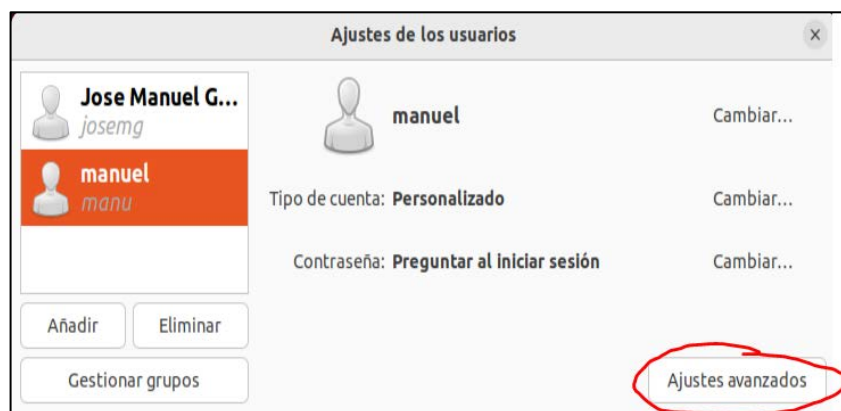 Ajustes de los usuarios
Jose Manuel G...
josemg
manuel
manu
manuel
Cambiar...
Tipo de cuenta: Personalizado
Cambiar...
Contraseña: Preguntar al iniciar sesión
Cambiar...
Añadir
Eliminar
Gestionar grupos
Ajustes avanzados